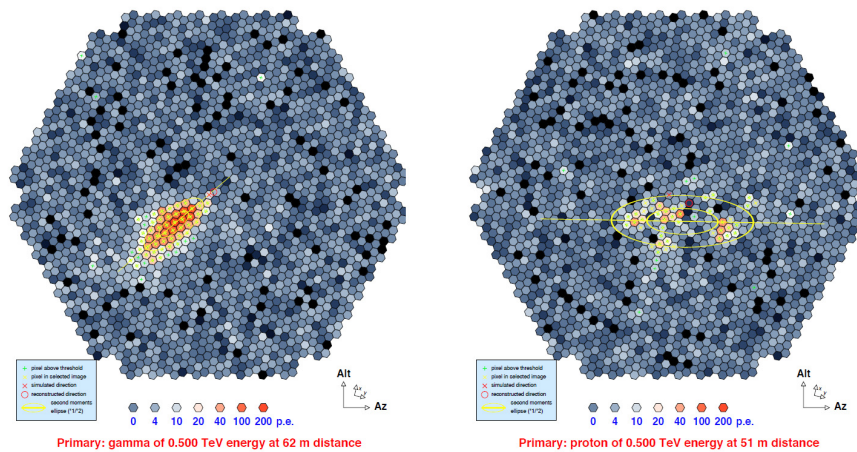 pixel above threshold
pixel in selected image
simulated direction
reconstructed direction
second moments
ellipse (*1/*2)
0 4 10 20 40 100 200 p.e.
Alt
Az
x
y
Primary: gamma of 0.500 TeV energy at 62 m distance
pixel above threshold
pixel in selected image
simulated direction
reconstructed direction
second moments
ellipse (*1/*2)
0 4 10 20 40 100 200 p.e.
Alt
Az
x
y
Primary: proton of 0.500 TeV energy at 51 m distance